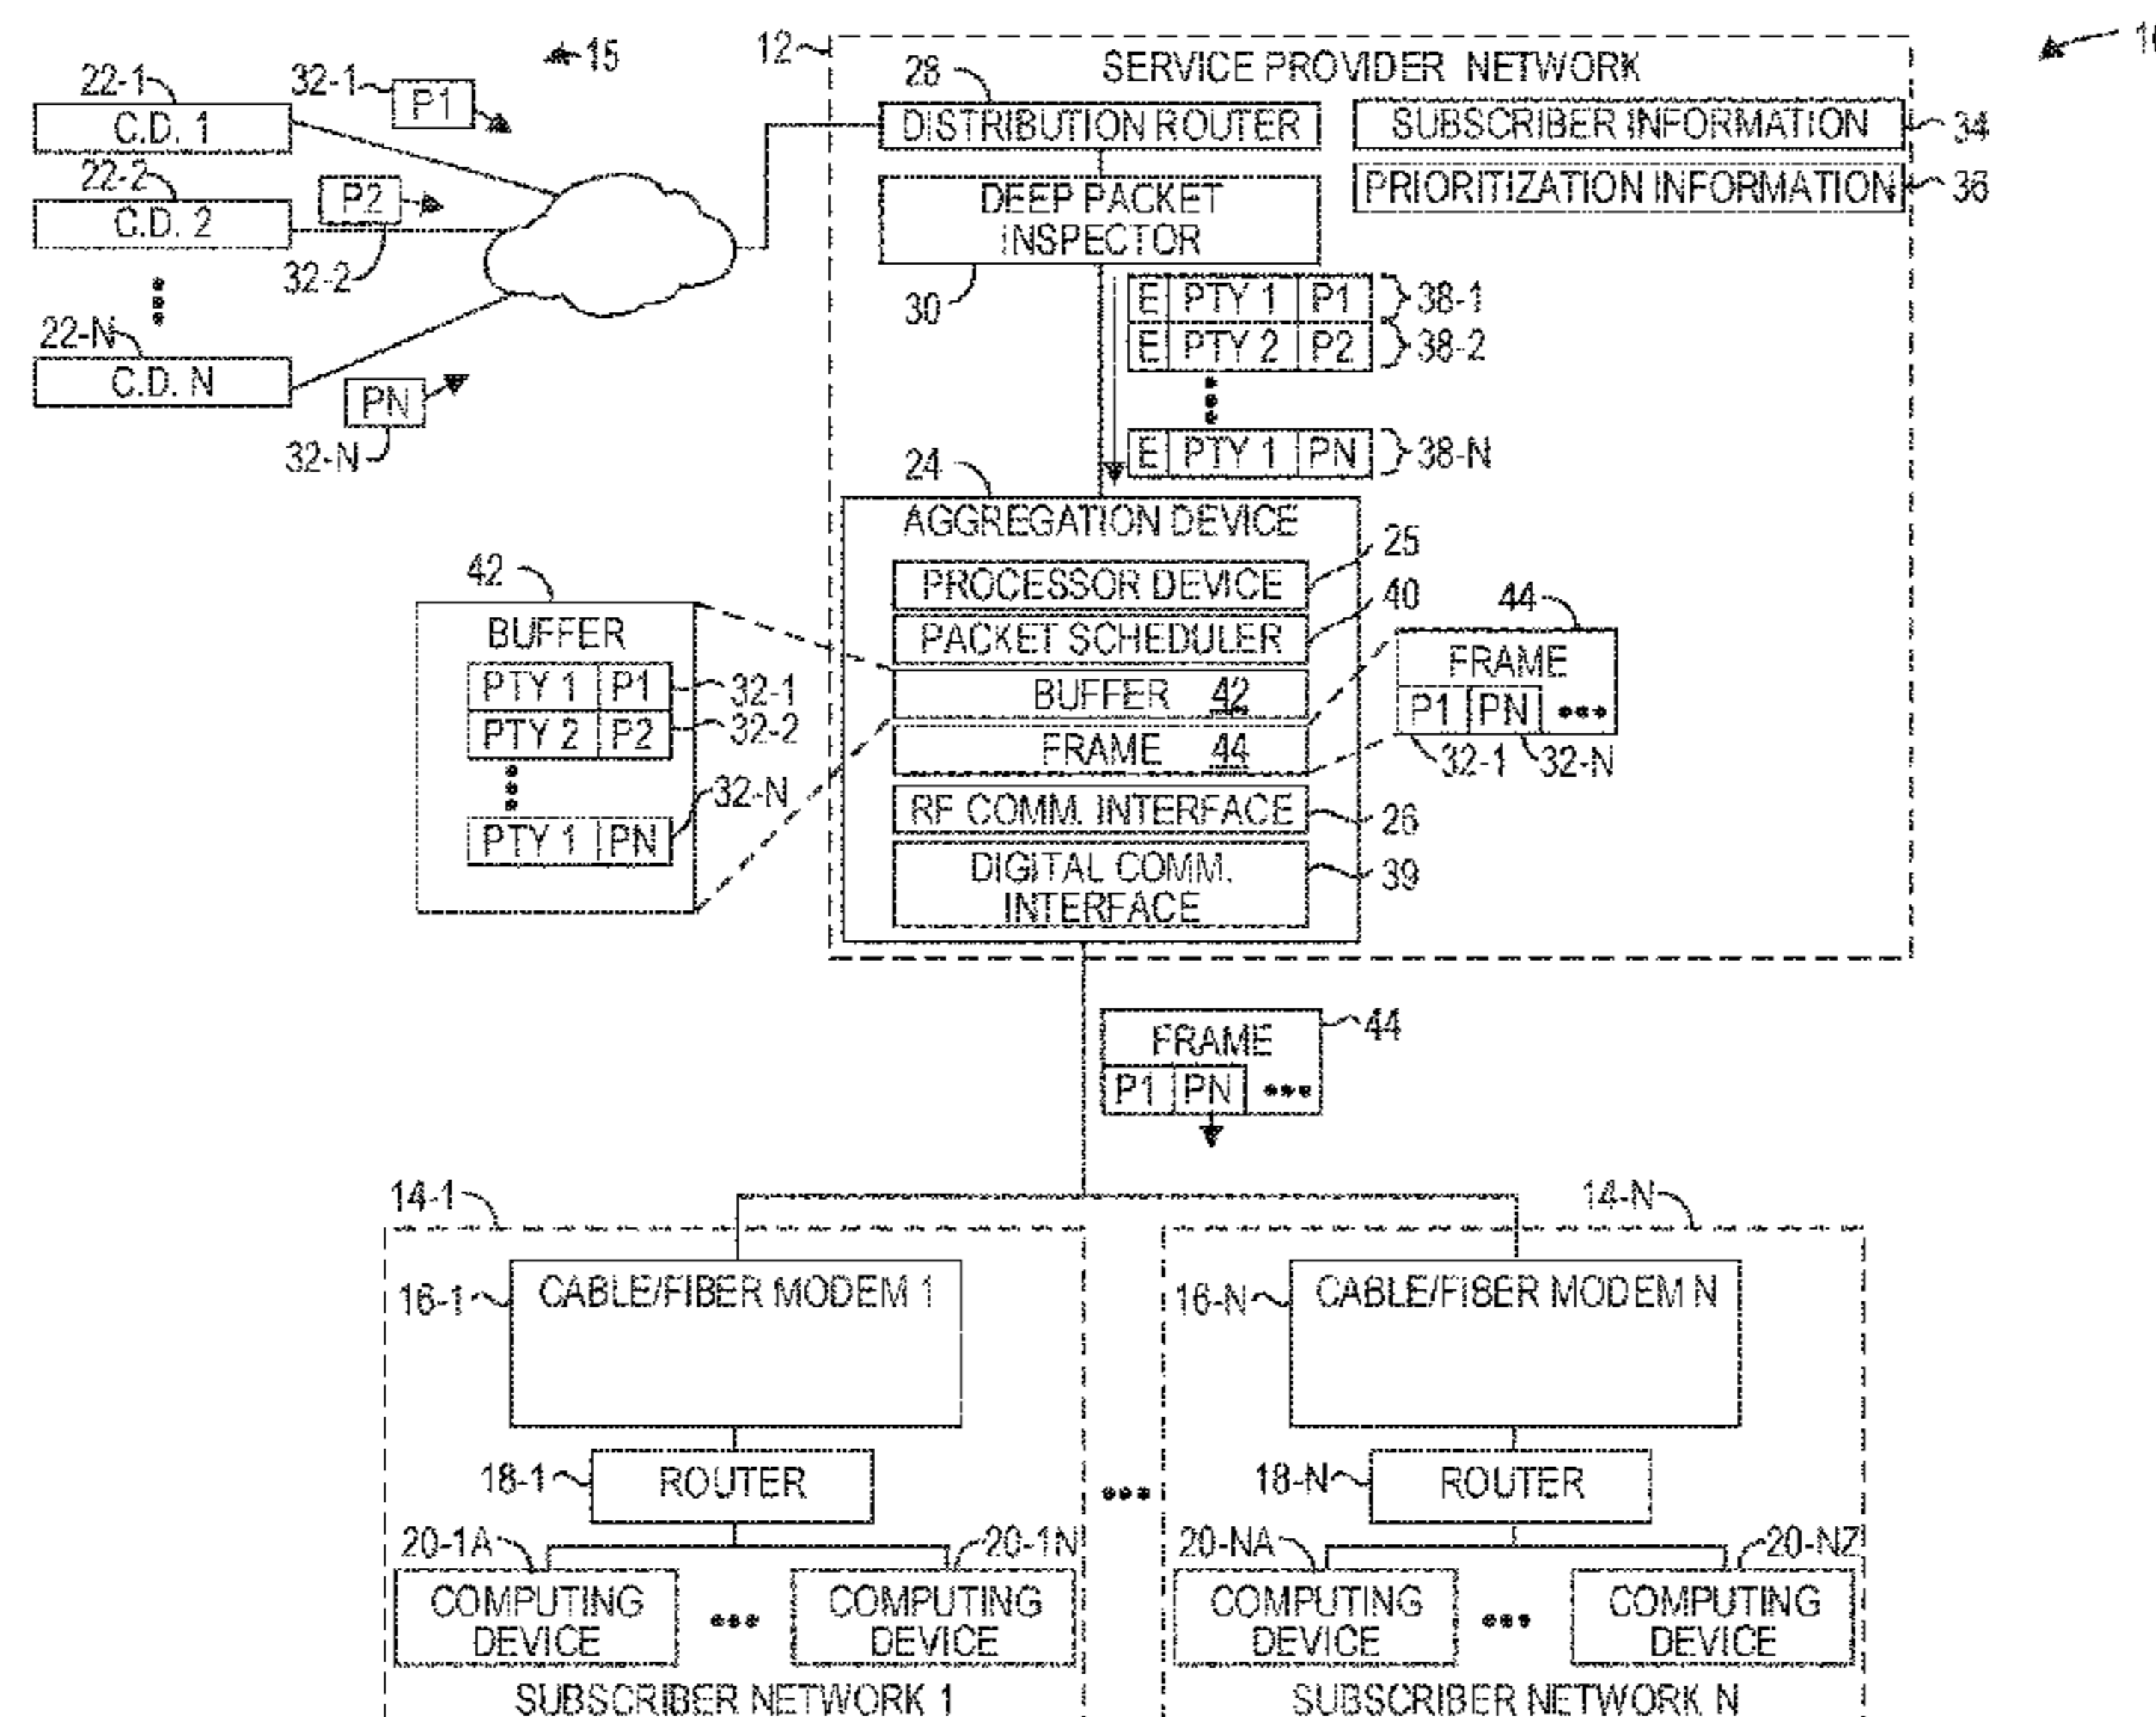 15
12
SERVICE PROVIDER NETWORK
22-1
32-1
P1
28
C.D. 1
DISTRIBUTION ROUTER
SUBSCRIBER INFORMATION
34
22-2
P2
DEEP PACKET
INSPECTOR
PRIORITIZATION INFORMATION
36
C.D. 2
32-2
30
E PTY 1 P1
38-1
E PTY 2 P2
38-2
22-N
C.D. N
PN
32-N
E PTY 1 PN
38-N
24
AGGREGATION DEVICE
42
BUFFER
PTY 1 P1
32-1
PTY 2 P2
32-2
PTY 1 PN
32-N
PROCESSOR DEVICE
25
PACKET SCHEDULER
40
BUFFER 42
FRAME 44
RF COMM. INTERFACE
26
DIGITAL COMM.
INTERFACE
39
44
FRAME
P1 PN •••
32-1
32-N
FRAME
44
P1 PN •••
14-1
16-1
CABLE/FIBER MODEM 1
18-1
ROUTER
20-1A
20-1N
COMPUTING
DEVICE
•••
COMPUTING
DEVICE
SUBSCRIBER NETWORK 1
•••
14-N
16-N
CABLE/FIBER MODEM N
18-N
ROUTER
20-NA
20-NZ
COMPUTING
DEVICE
•••
COMPUTING
DEVICE
SUBSCRIBER NETWORK N